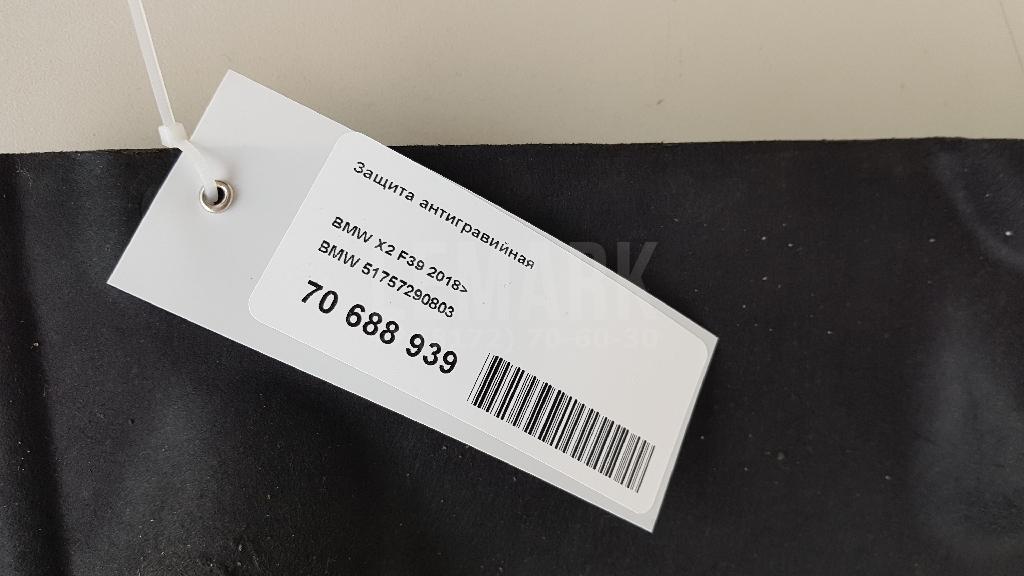 Защита антигравийная
BMW X2 F39 2018>
BMW 51757290803
70 688 939